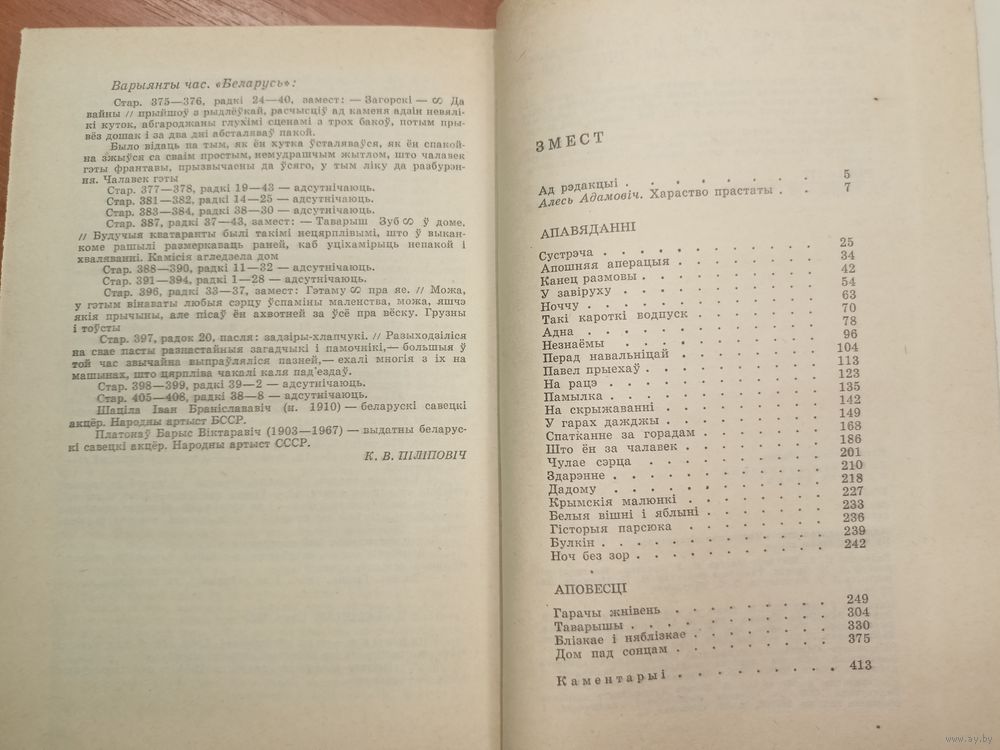 Варыянты час. «Беларусь»:
Стар. 375—376, радкі 24—40, замест: — Загорскі — ∞ Да
вайны // прыйшоў з рыдлёўкай, расчысціў ад каменя адзін невялі-
кі куток, абгароджаны глухімі сценамі з трох бакоў, потым пры-
вёз дошак і за два дні абсталяваў пакой.
Было відаць па тым, як ён хутка ўсталяваўся, як ён спакой-
на зжыўся са сваім простым, немудрашчым жытлом, што чалавек
гэты франтавы, прызвычаены да ўсяго, у тым ліку да разбурэн-
ня. Чалавек гэты
Стар. 377—378, радкі 19—43 — адсутнічаюць.
Стар. 381—382, радкі 14—25 — адсутнічаюць.
Стар. 383—384, радкі 38—30 — адсутнічаюць.
Стар. 387, радкі 37—43, замест: — Таварыш Зуб ∞ ў доме.
// Будучыя кватаранты былі такімі нецярплівымі, што ў выкан-
коме рашылі размеркаваць раней, каб уціхамірыць непакой і
хваляванні. Камісія агледзела дом
Стар. 388—390, радкі 11—32 — адсутнічаюць.
Стар. 391—394, радкі 1—28 — адсутнічаюць.
Стар. 396, радкі 33—37, замест: Гэтаму ∞ пра яе. // Можа,
у гэтым вінаваты любыя сэрцу ўспаміны маленства, можа, яшчэ
якія прычыны, але пісаў ён ахвотней за ўсё пра вёску. Грузны
і тоўсты
Стар. 397, радок 20, пасля: задзіры-хлапчукі. // Разыходзіліся
на свае пасты разнастайныя загадчыкі і памочнікі,— большыя ў
той час звычайна выпраўляліся пазней,— ехалі многія з іх на
машынах, што цярпліва чакалі каля пад'ездаў.
Стар. 398—399, радкі 39—2 — адсутнічаюць.
Стар. 405—408, радкі 38—8 — адсутнічаюць.
Шаціла Іван Браніслававіч (н. 1910) — беларускі савецкі
акцёр. Народны артыст БССР.
Платонаў Барыс Віктаравіч (1903—1967) — выдатны беларус-
кі савецкі акцёр. Народны артыст СССР.
К. В. ШІЛІПОВІЧ
ЗМЕСТ
Ад рэдакцыі . . . . . . . . 5
Алесь Адамовіч. Хараство прастаты . . 7
АПАВЯДАННІ
Сустрэча . . . . . . . . . 25
Апошняя аперацыя . . . . . . . 34
Канец размовы . . . . . . . . 42
У завіруху . . . . . . . . . 54
Ноччу . . . . . . . . . . 63
Такі кароткі водпуск . . . . . . 70
Адна . . . . . . . . . . 78
Незнаёмы . . . . . . . . . 96
Перад навальніцай . . . . . . . 104
Павел прыехаў . . . . . . . . 113
На рацэ . . . . . . . . . 123
Памылка . . . . . . . . . 135
На скрыжаванні . . . . . . . . 142
У гарах дажджы . . . . . . . . 149
Спатканне за горадам . . . . . . 168
Што ён за чалавек . . . . . . . 186
Чулае сэрца . . . . . . . . 201
Здарэнне . . . . . . . . . 210
Дадому . . . . . . . . . . 218
Крымскія малюнкі . . . . . . . 227
Белыя вішні і яблыні . . . . . . 233
Гісторыя парсюка . . . . . . . 236
Булкін . . . . . . . . . . 239
Ноч без зор . . . . . . . . 242
АПОВЕСЦІ
Гарачы жнівень . . . . . . . . 249
Таварышы . . . . . . . . . 304
Блізкае і няблізкае . . . . . . 330
Дом пад сонцам . . . . . . . . 375
Каментарыі . . . . . . . . 413
www.ay.by